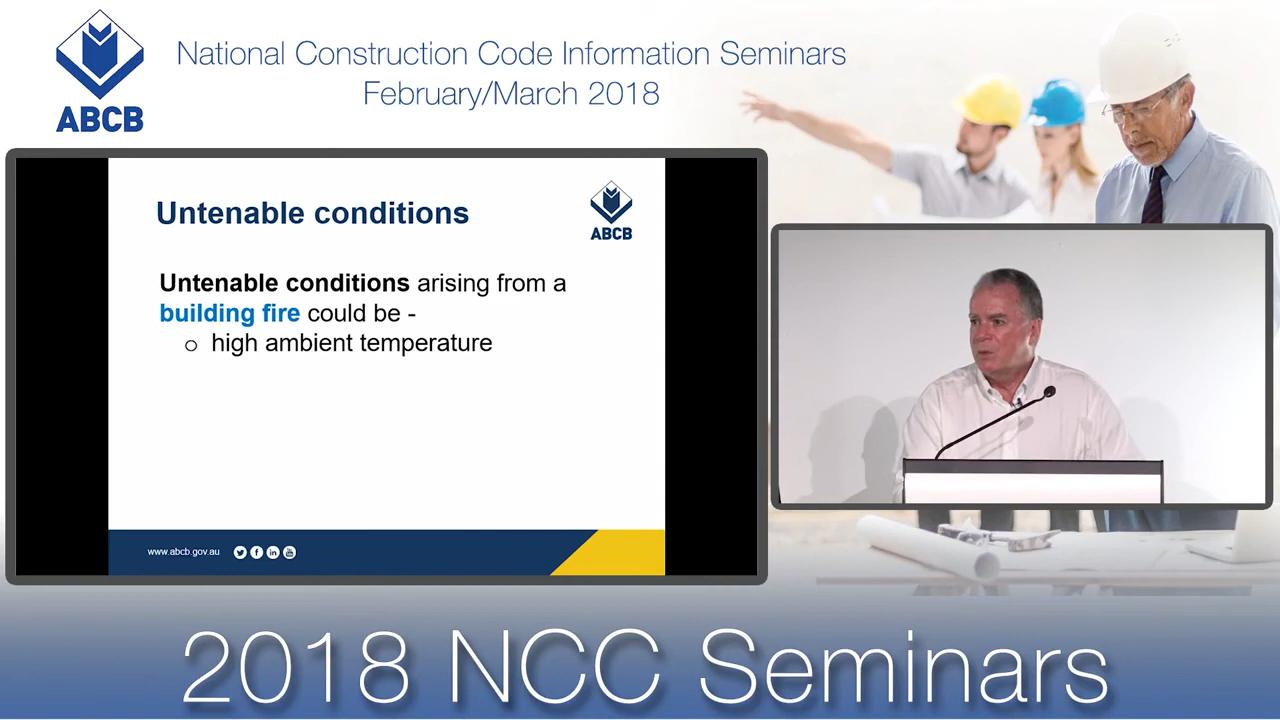 ABCB
National Construction Code Information Seminars
February/March 2018
Untenable conditions
ABCB
Untenable conditions arising from a
building fire could be -
o high ambient temperature
www.abcb.gov.au
2018 NCC Seminars